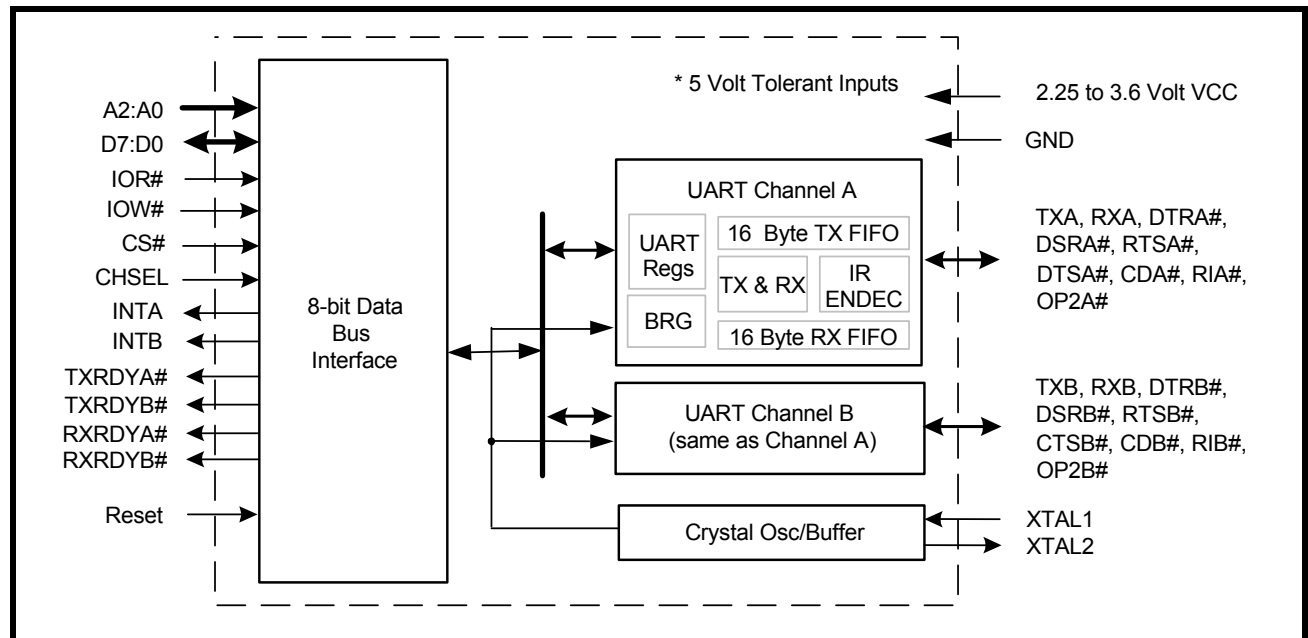 * 5 Volt Tolerant Inputs
2.25 to 3.6 Volt VCC
GND
A2:A0
D7:D0
IOR#
IOW#
CS#
CHSEL
INTA
INTB
TXRDYA#
TXRDYB#
RXRDYA#
RXRDYB#
Reset
8-bit Data
Bus
Interface
UART Channel A
UART
Regs
16 Byte TX FIFO
TX & RX
IR
ENDEC
BRG
16 Byte RX FIFO
TXA, RXA, DTRA#,
DSRA#, RTSA#,
DTSA#, CDA#, RIA#,
OP2A#
UART Channel B
(same as Channel A)
TXB, RXB, DTRB#,
DSRB#, RTSB#,
CTSB#, CDB#, RIB#,
OP2B#
Crystal Osc/Buffer
XTAL1
XTAL2